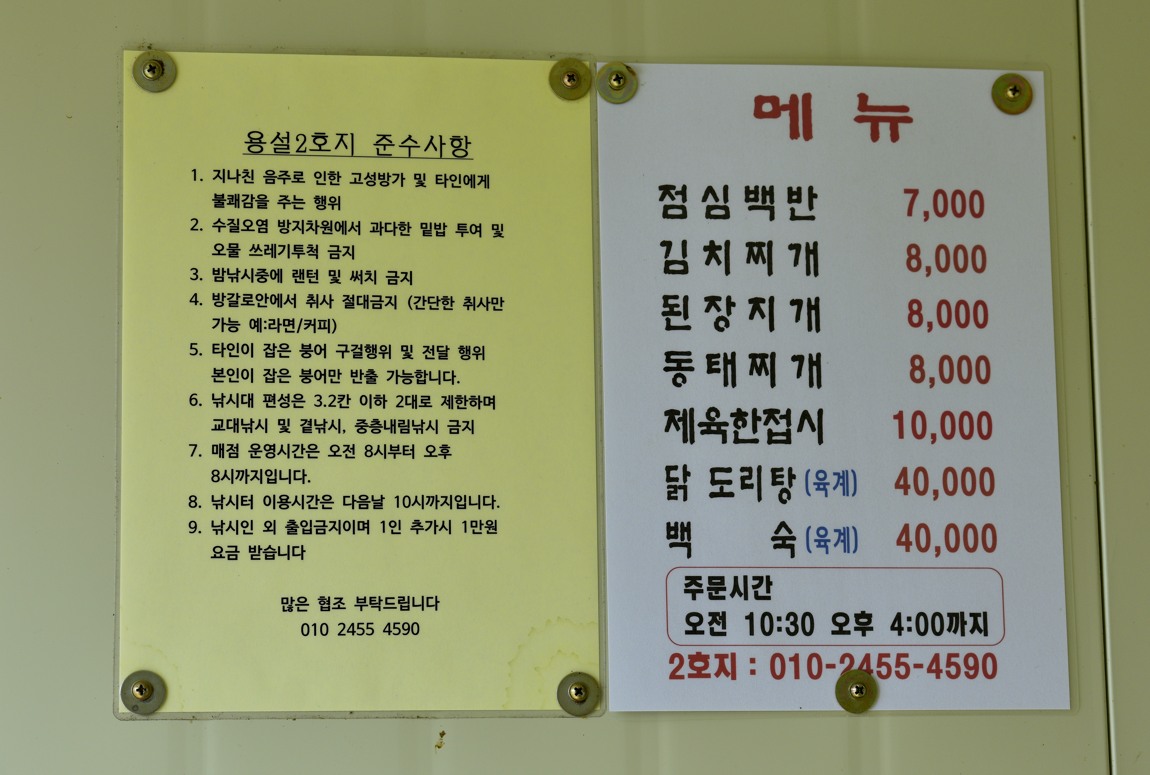 용설2호지 준수사항
1. 지나친 음주로 인한 고성방가 및 타인에게
불쾌감을 주는 행위
2. 수질오염 방지차원에서 과다한 밑밥 투여 및
오물 쓰레기투척 금지
3. 밤낚시중에 랜턴 및 써치 금지
4. 방갈로안에서 취사 절대금지 (간단한 취사만
가능 예:라면/커피)
5. 타인이 잡은 붕어 구걸행위 및 전달 행위
본인이 잡은 붕어만 반출 가능합니다.
6. 낚시대 편성은 3.2칸 이하 2대로 제한하며
교대낚시 및 곁낚시, 중층내림낚시 금지
7. 매점 운영시간은 오전 8시부터 오후
8시까지입니다.
8. 낚시터 이용시간은 다음날 10시까지입니다.
9. 낚시인 외 출입금지이며 1인 추가시 1만원
요금 받습니다
많은 협조 부탁드립니다
010 2455 4590
메뉴
점심백반 7,000
김치찌개 8,000
된장지개 8,000
동태찌개 8,000
제육한접시 10,000
닭 도리탕(육계) 40,000
백 숙(육계) 40,000
주문시간
오전 10:30 오후 4:00까지
2호지 : 010-2455-4590